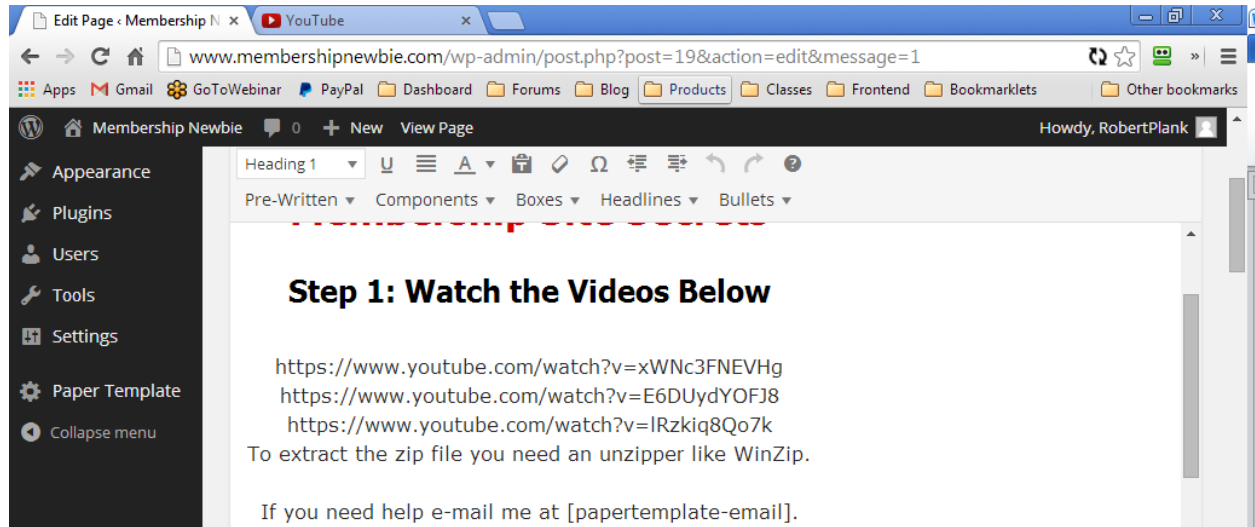 Edit Page ‹ Membership N
YouTube
www.membershipnewbie.com/wp-admin/post.php?post=19&action=edit&message=1
Apps Gmail GoToWebinar PayPal Dashboard Forums Blog Products Classes Frontend Bookmarklets Other bookmarks
Membership Newbie 0 + New View Page Howdy, RobertPlank
Appearance
Plugins
Users
Tools
Settings
Paper Template
Collapse menu
Heading 1
Pre-Written Components Boxes Headlines Bullets
Membership Site Secrets
Step 1: Watch the Videos Below
https://www.youtube.com/watch?v=xWNc3FNEVHg
https://www.youtube.com/watch?v=E6DUydYOFJ8
https://www.youtube.com/watch?v=lRzkiq8Qo7k
To extract the zip file you need an unzipper like WinZip.
If you need help e-mail me at [papertemplate-email].